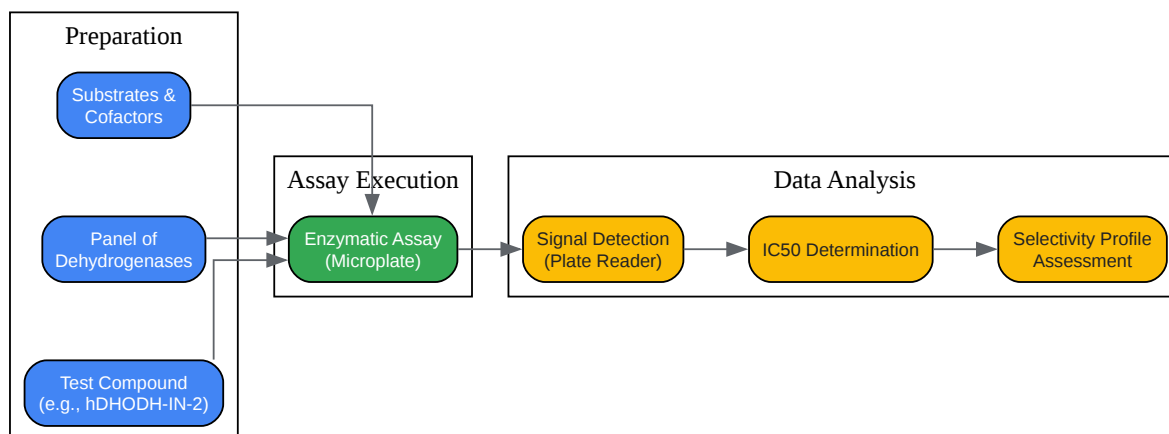 Preparation
Substrates &
Cofactors
Panel of
Dehydrogenases
Test Compound
(e.g., hDHODH-IN-2)
Assay Execution
Enzymatic Assay
(Microplate)
Data Analysis
Signal Detection
(Plate Reader)
IC50 Determination
Selectivity Profile
Assessment